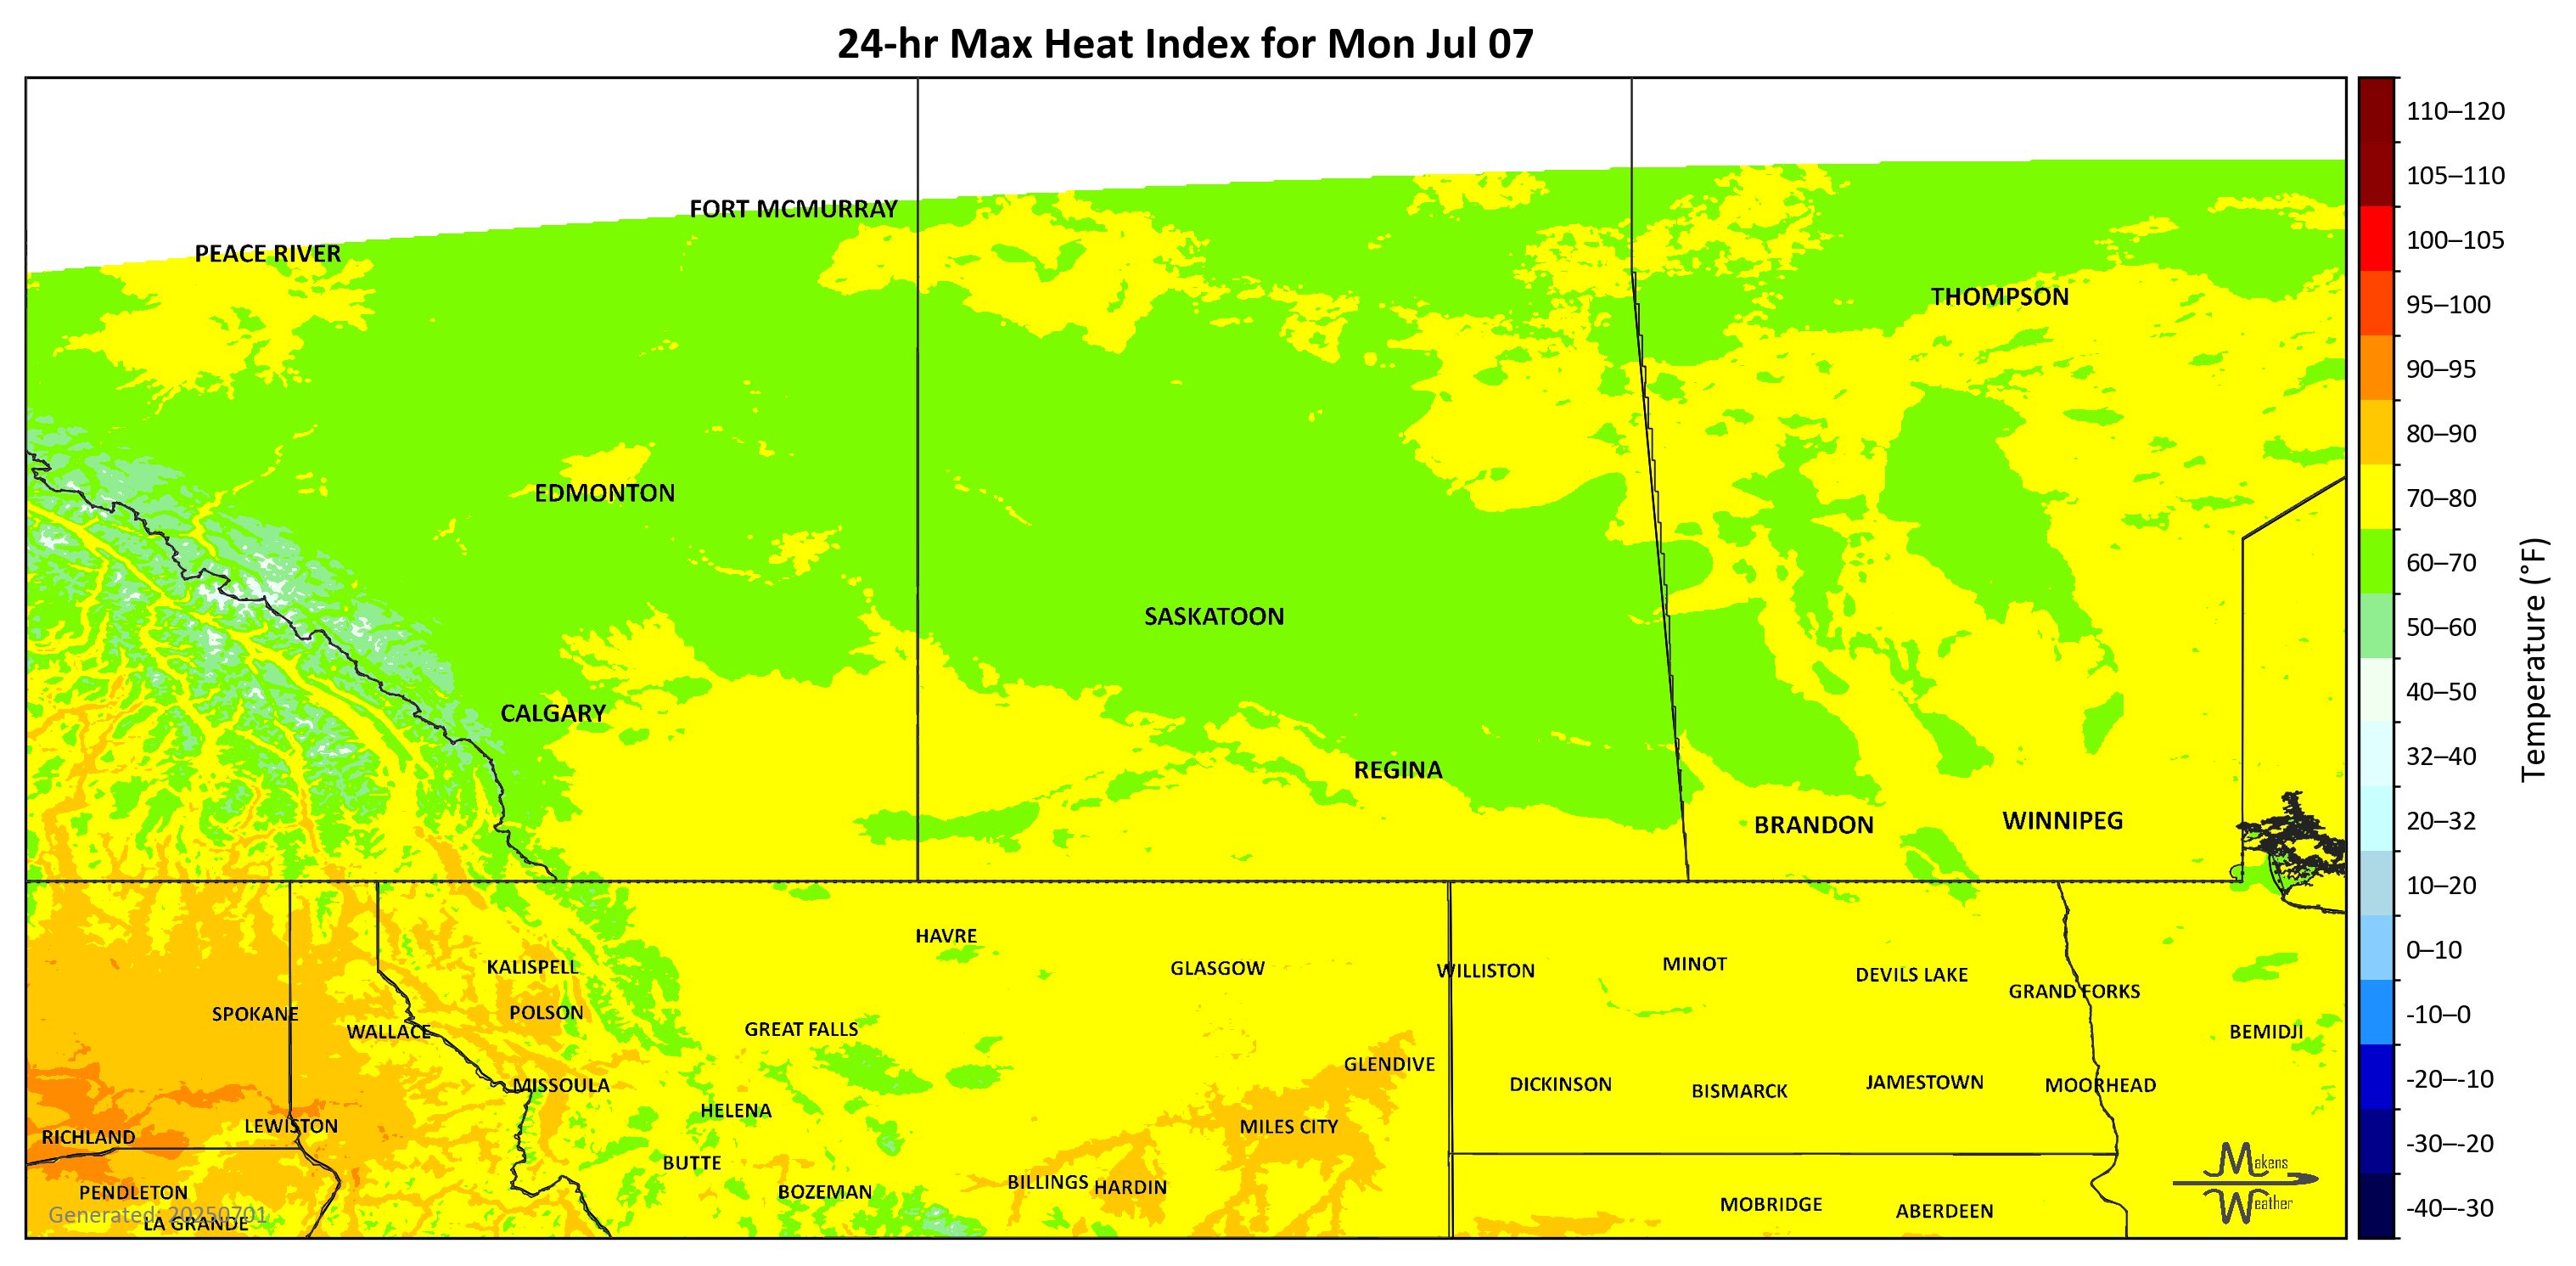 24-hr Max Heat Index for Mon Jul 07
FORT MCMURRAY
PEACE RIVER
THOMPSON
EDMONTON
SASKATOON
CALGARY
REGINA
BRANDON
WINNIPEG
HAVRE
KALISPELL
GLASGOW
WILLISTON
MINOT
DEVILS LAKE
GRAND FORKS
SPOKANE
POLSON
WALLACE
GREAT FALLS
BEMIDJI
GLENDIVE
MISSOULA
DICKINSON
BISMARCK
JAMESTOWN
MOORHEAD
HELENA
LEWISTON
MILES CITY
RICHLAND
BUTTE
BILLINGS
HARDIN
PENDLETON
BOZEMAN
MOBRIDGE
ABERDEEN
LA GRANDE
Generated: 20250701
Makens
Weather
110–120
105–110
100–105
95–100
90–95
80–90
70–80
60–70
50–60
40–50
32–40
20–32
10–20
0–10
-10–0
-20–-10
-30–-20
-40–-30
Temperature (°F)